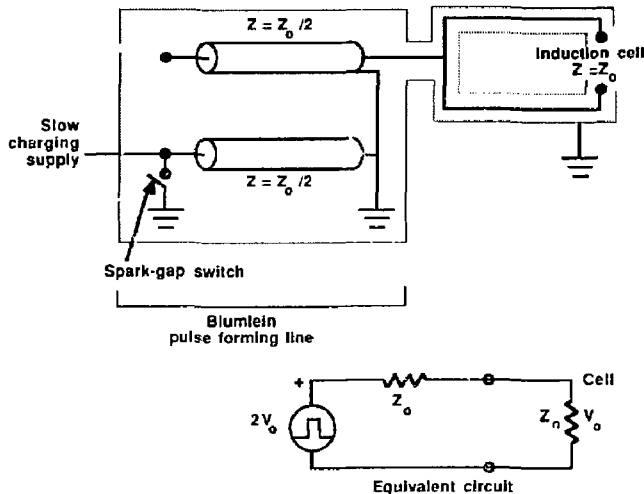 Z = Z₀/2
Induction cell
Z = Z₀
Slow
charging
supply
Z = Z₀/2
Spark-gap switch
Blumlein
pulse forming line
+
Cell
Z₀
2V₀
Z₀
V₀
Equivalent circuit